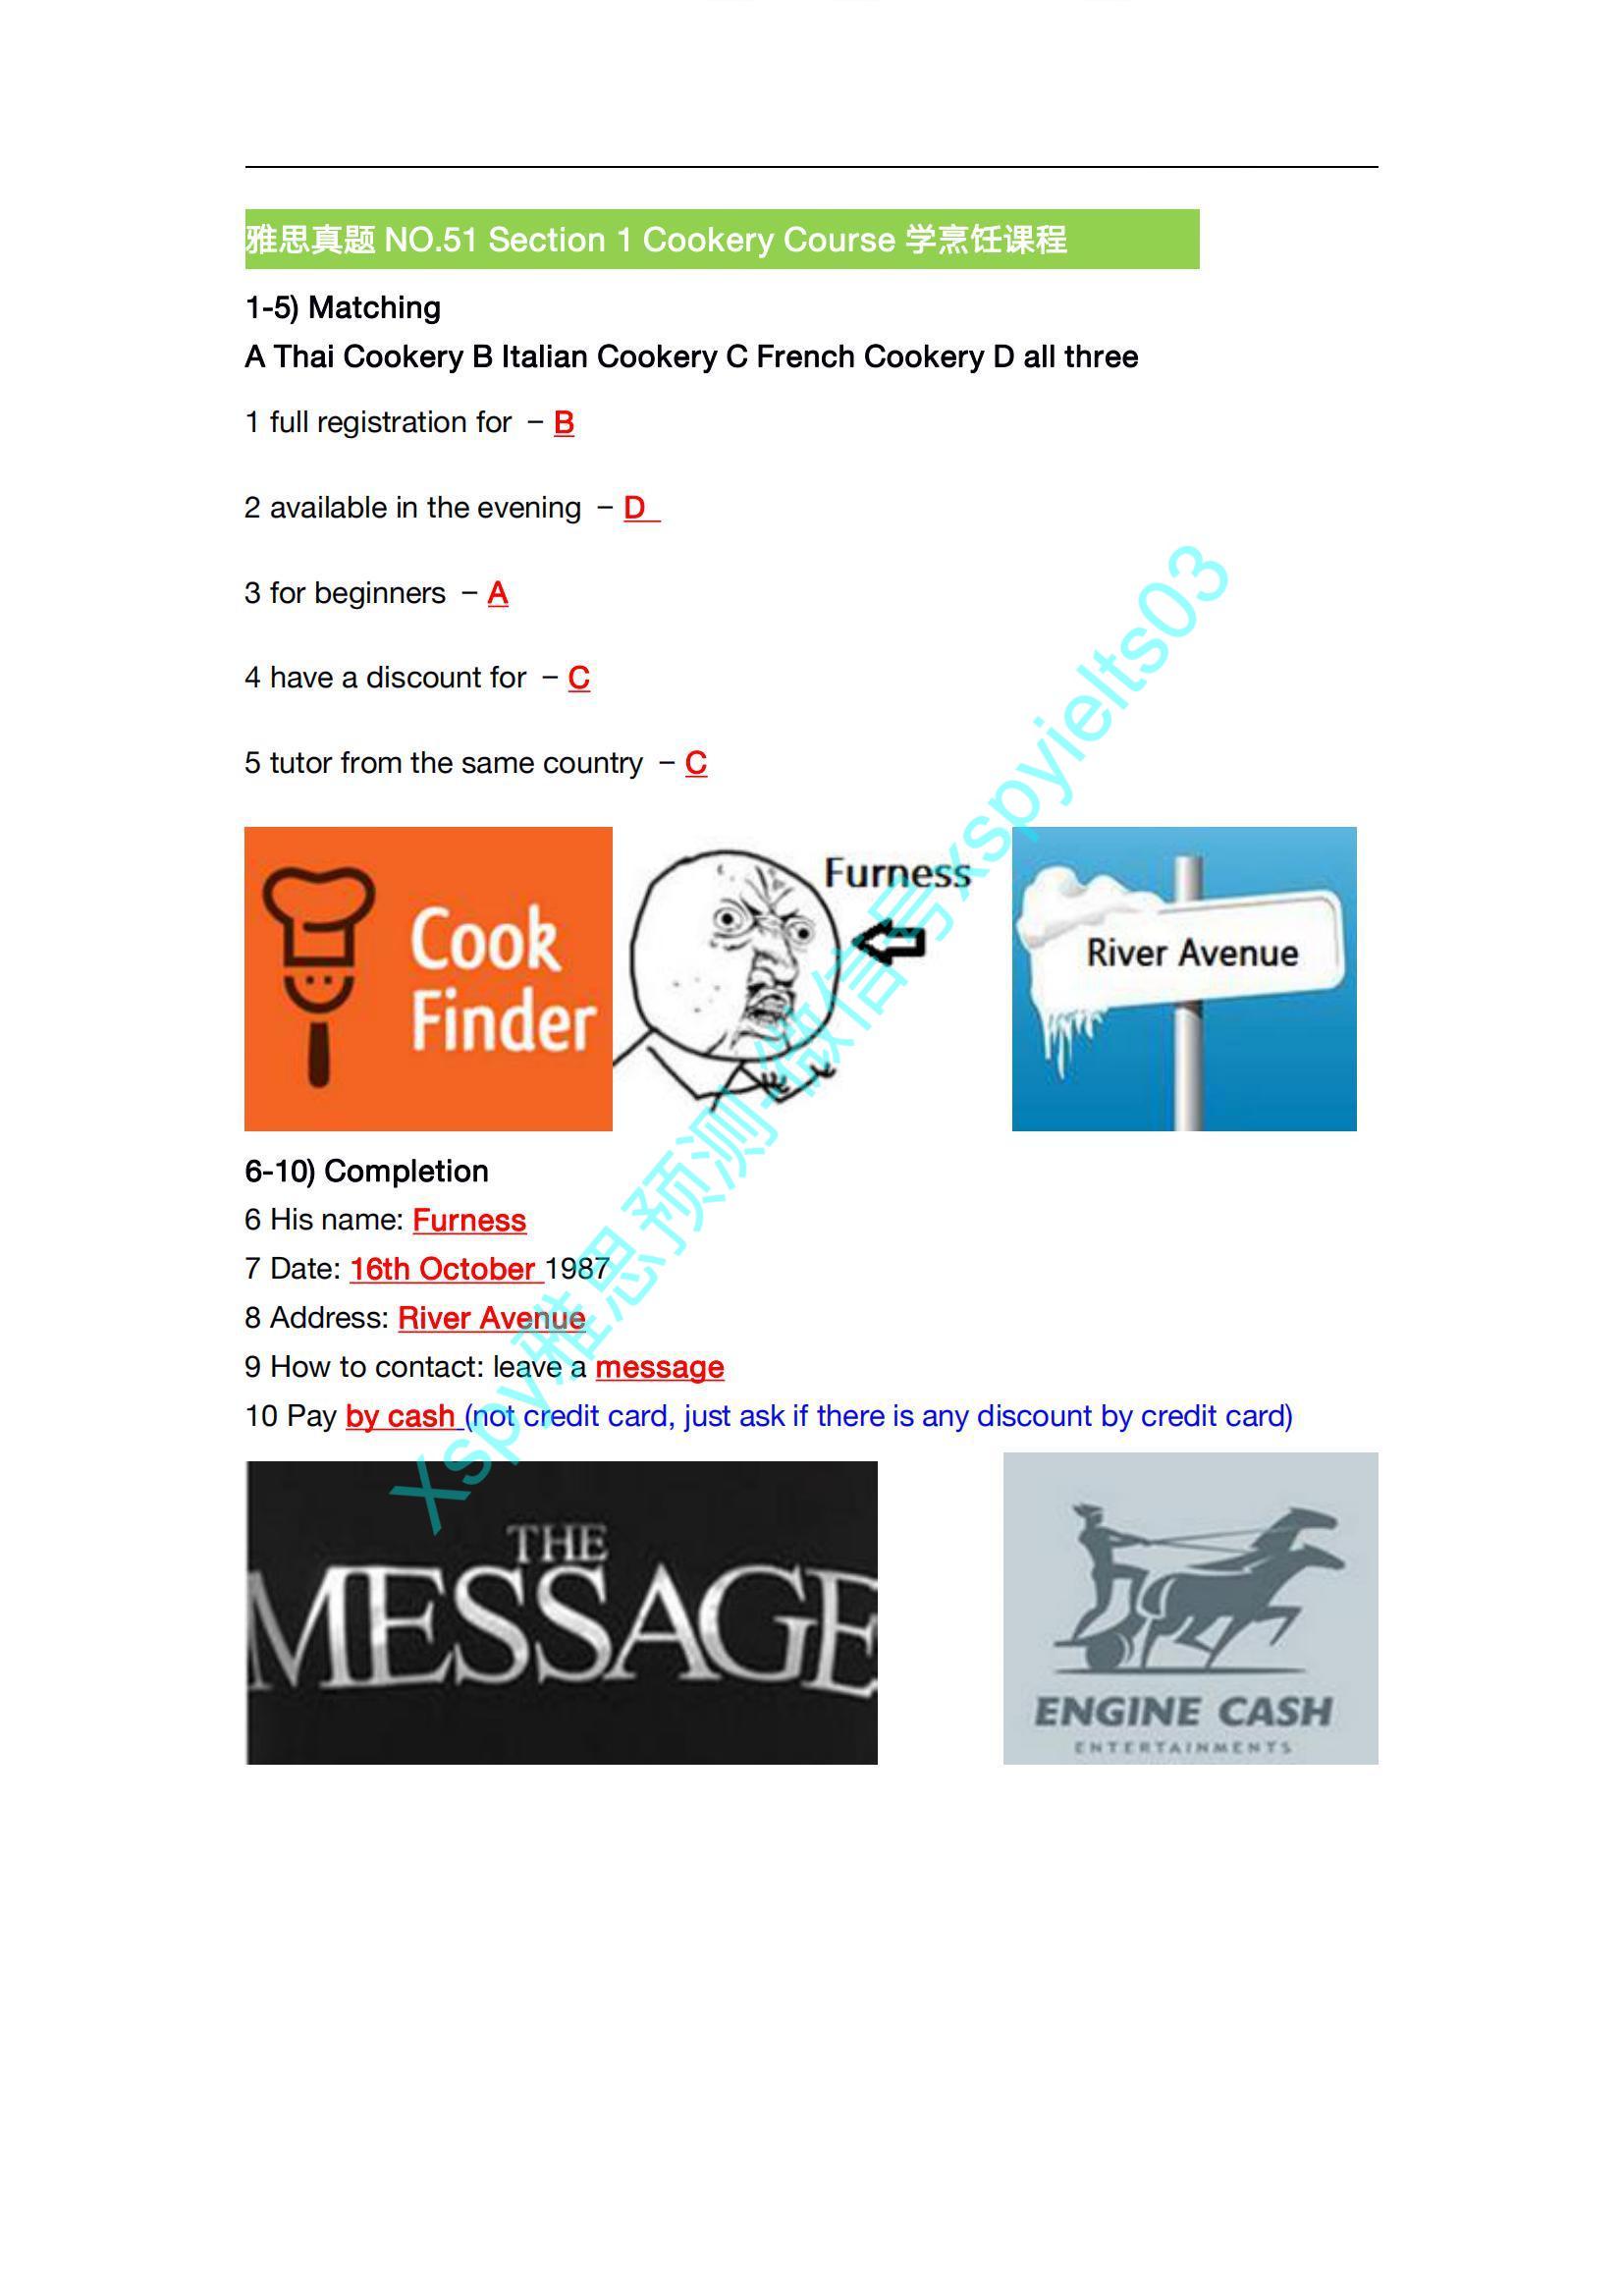 雅思真题 NO.51 Section 1 Cookery Course 学烹饪课程
1-5) Matching
A Thai Cookery B Italian Cookery C French Cookery D all three
1 full registration for – B
2 available in the evening – D
3 for beginners – A
4 have a discount for – C
5 tutor from the same country – C
Cook
Finder
Furness
River Avenue
6-10) Completion
6 His name: Furness
7 Date: 16th October 1987
8 Address: River Avenue
9 How to contact: leave a message
10 Pay by cash (not credit card, just ask if there is any discount by credit card)
THE
MESSAGE
ENGINE CASH
ENTERTAINMENTS
Xspy雅思预测-微信号xspyielts03